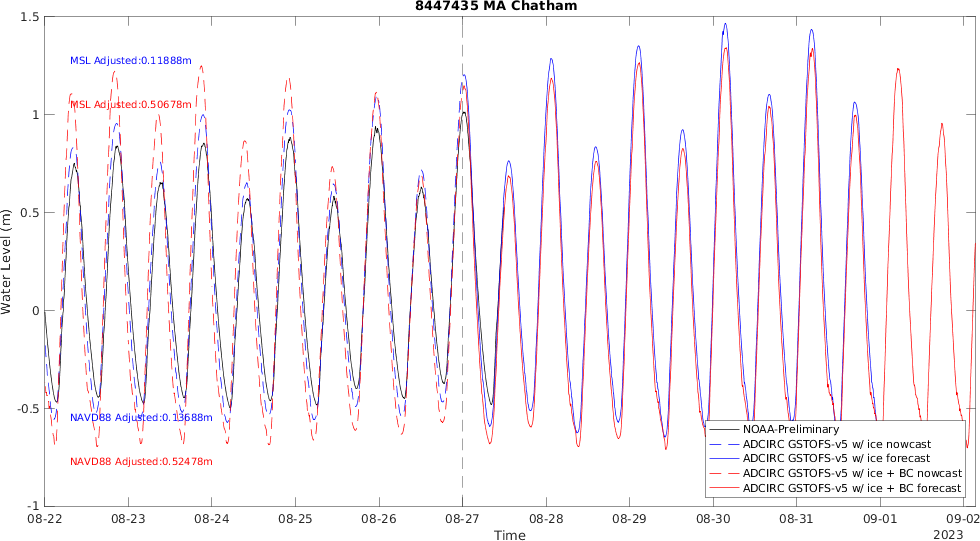 8447435 MA Chatham
1.5
1
0.5
0
-0.5
-1
Water Level (m)
MSL Adjusted:0.11888m
MSL Adjusted:0.50678m
NAVD88 Adjusted:0.13688m
NAVD88 Adjusted:0.52478m
NOAA-Preliminary
ADCIRC GSTOFS-v5 w/ ice nowcast
ADCIRC GSTOFS-v5 w/ ice forecast
ADCIRC GSTOFS-v5 w/ ice + BC nowcast
ADCIRC GSTOFS-v5 w/ ice + BC forecast
08-22 08-23 08-24 08-25 08-26 08-27 08-28 08-29 08-30 08-31 09-01 09-02
Time
2023